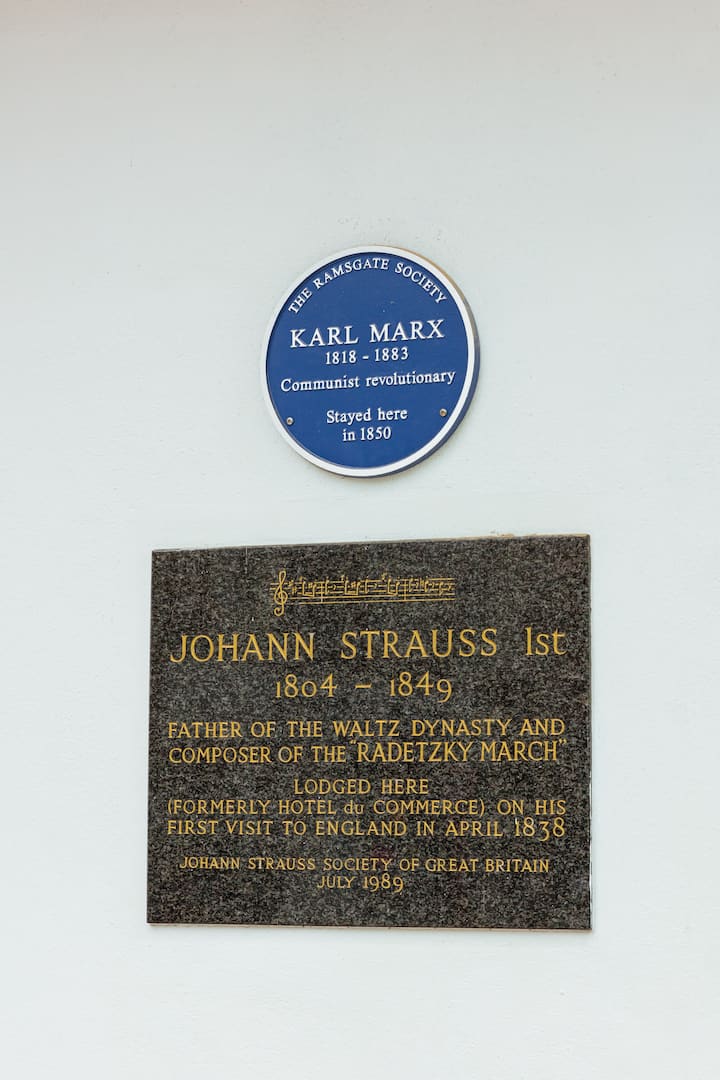 THE RAMSGATE SOCIETY
KARL MARX
1818 - 1883
Communist revolutionary
Stayed here
in 1850
JOHANN STRAUSS 1st
1804 - 1849
FATHER OF THE WALTZ DYNASTY AND
COMPOSER OF THE "RADETZKY MARCH"
LODGED HERE
(FORMERLY HOTEL du COMMERCE) ON HIS
FIRST VISIT TO ENGLAND IN APRIL 1838
JOHANN STRAUSS SOCIETY OF GREAT BRITAIN
JULY 1989